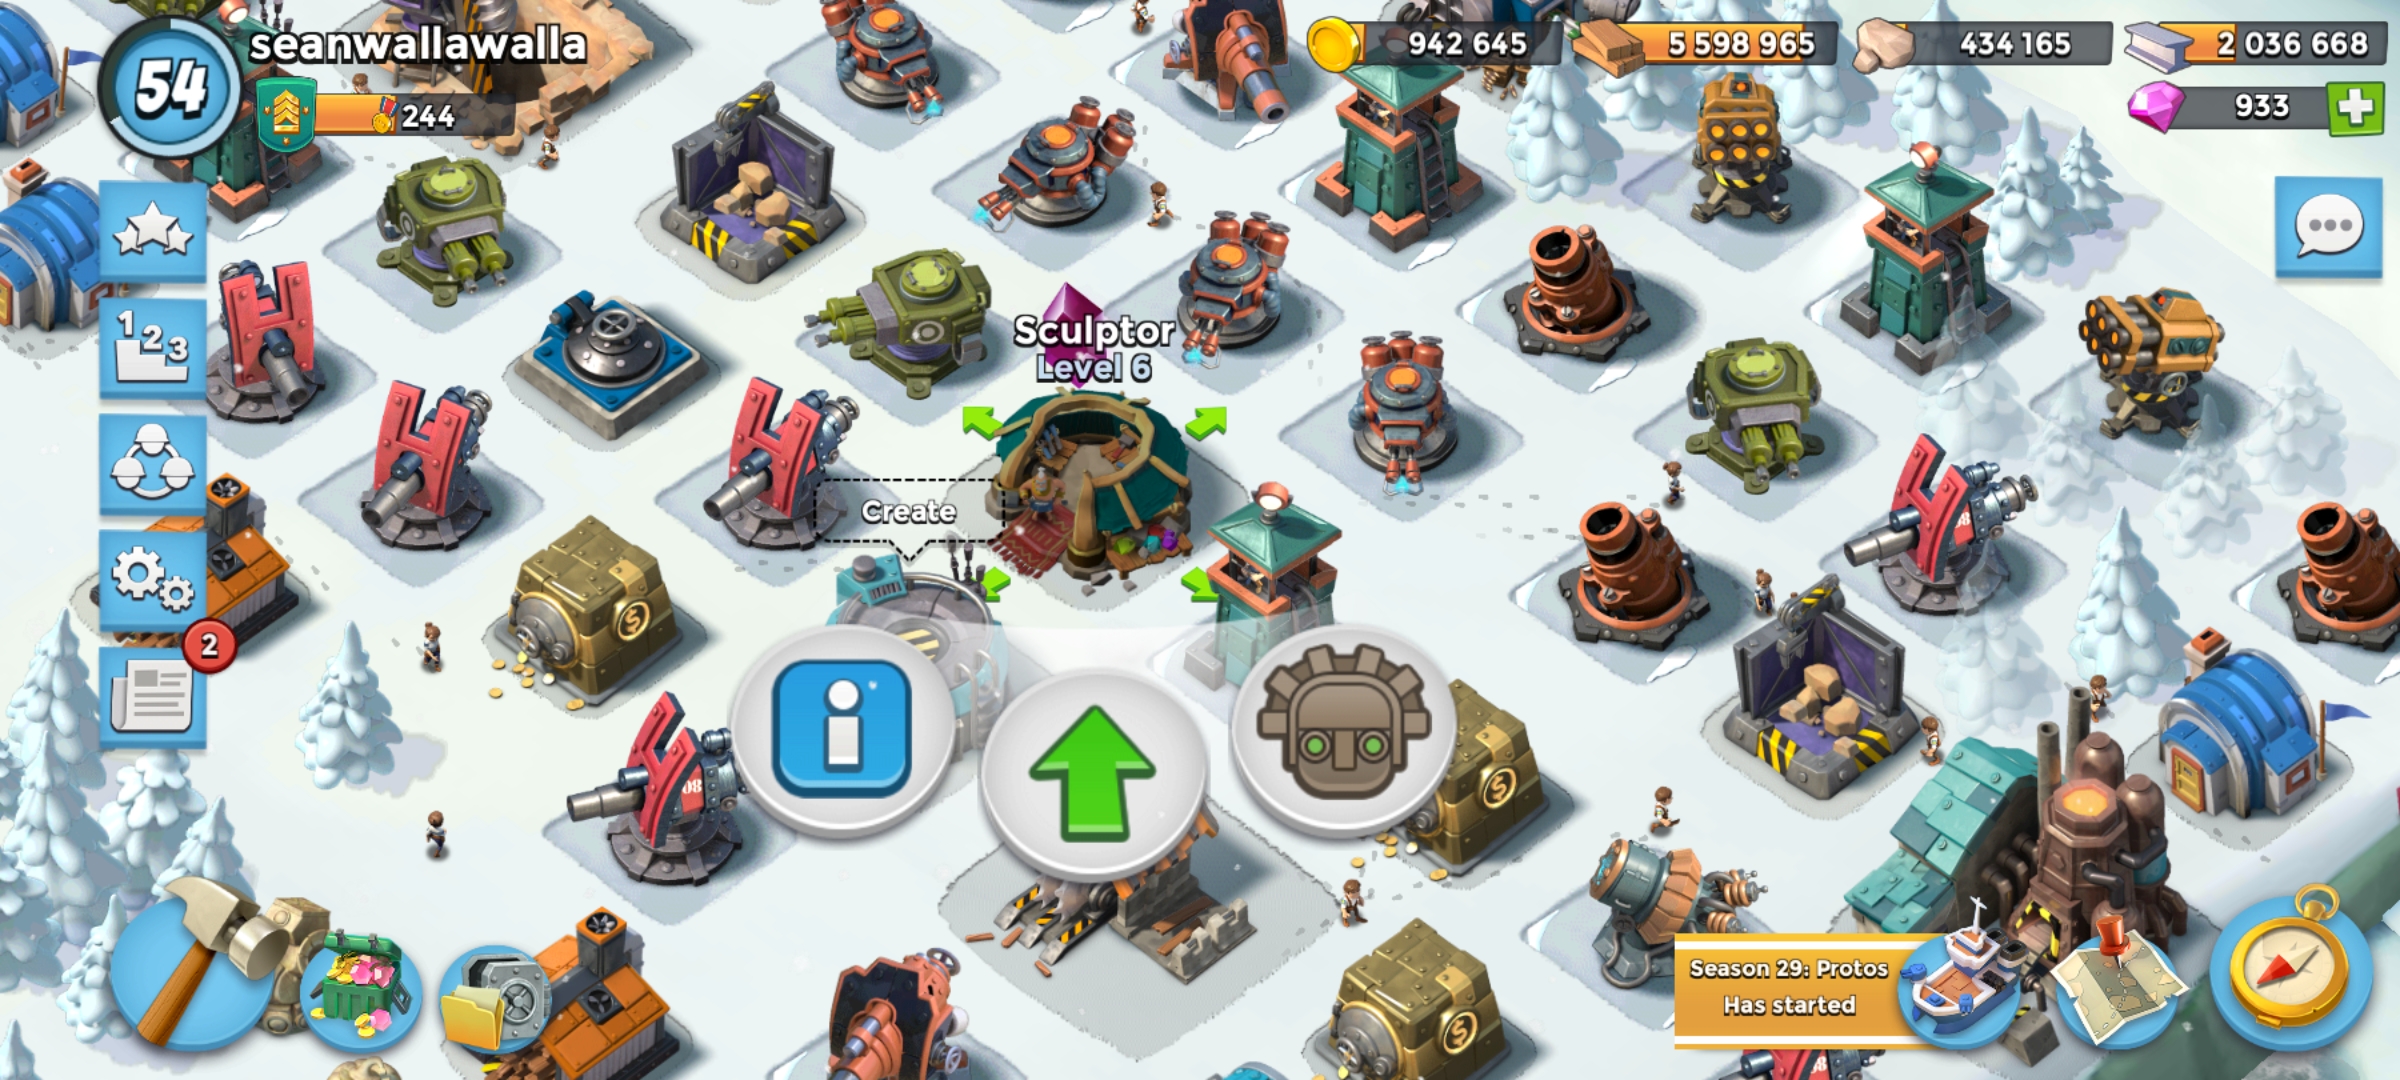 54
seanwallawalla
244
942 645
5 598 965
434 165
2 036 668
933
123
Sculptor
Level 6
Create
2
Season 29: Protos
Has started